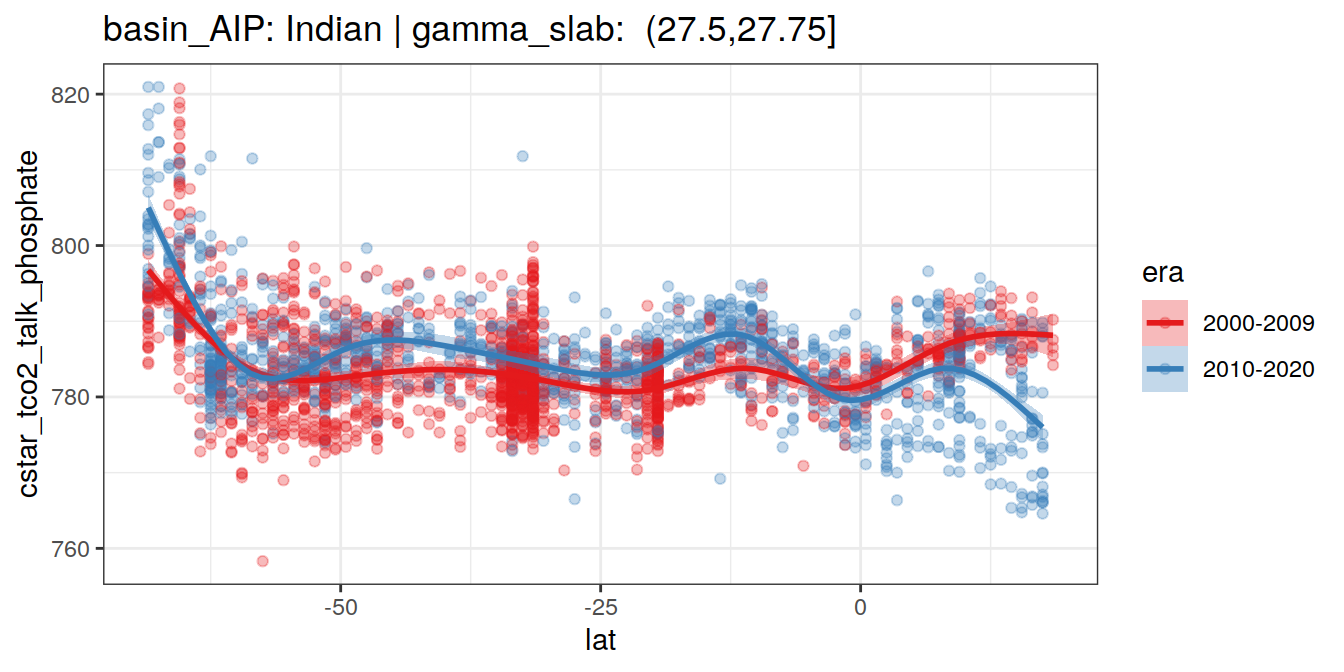 basin_AIP: Indian | gamma_slab:  (27.5,27.75]
cstar_tco2_talk_phosphate
820
800
780
760
-50
-25
0
lat
era
2000-2009
2010-2020